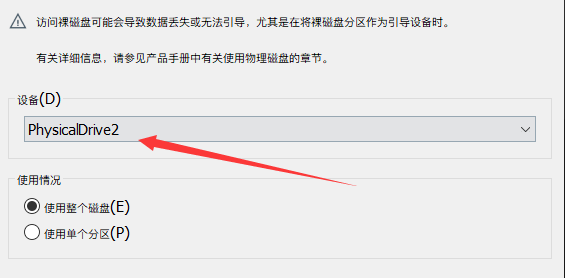 访问裸磁盘可能会导致数据丢失或无法引导，尤其是在将裸磁盘分区作为引导设备时。
有关详细信息，请参见产品手册中有关使用物理磁盘的章节。
设备(D)
PhysicalDrive2
使用情况
使用整个磁盘(E)
使用单个分区(P)